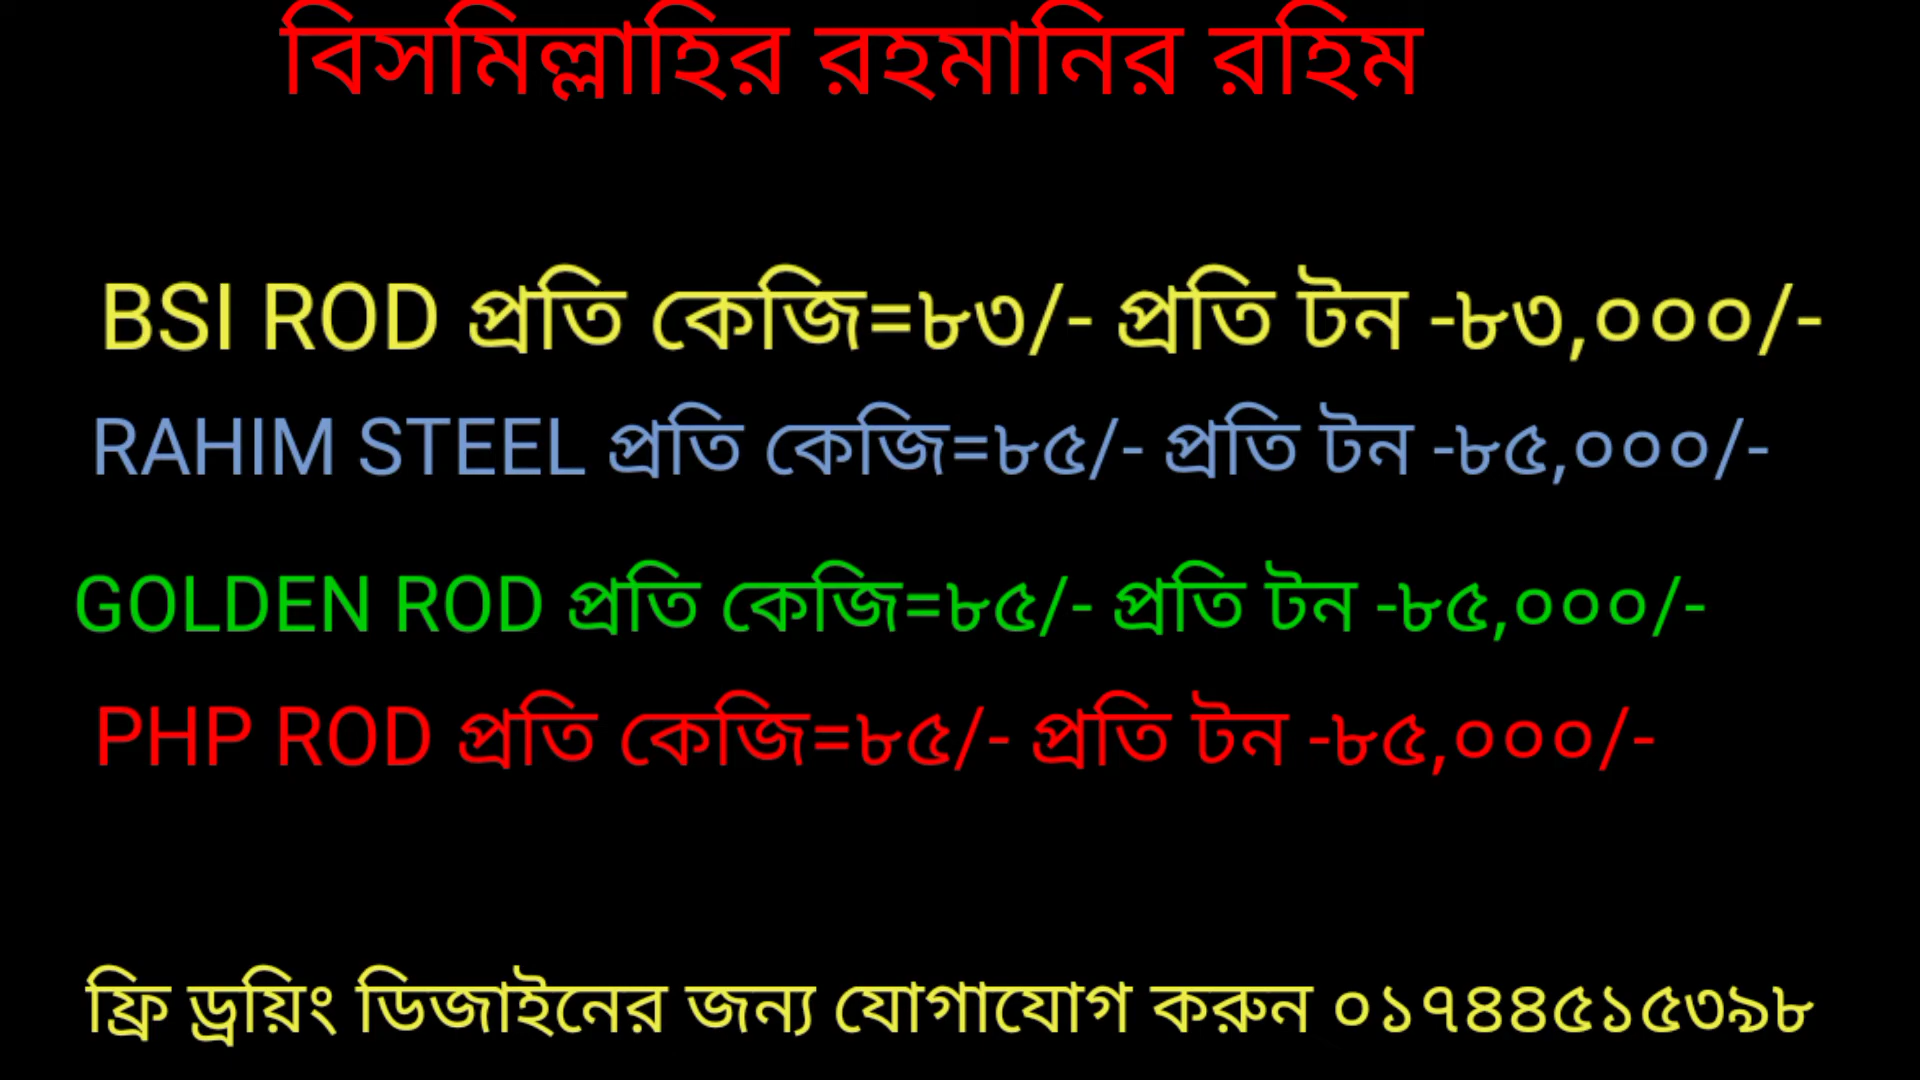 বিসমিল্লাহির রহমানির রহিম
BSI ROD প্রতি কেজি=৮৩/- প্রতি টন -৮৩,০০০/-
RAHIM STEEL প্রতি কেজি=৮৫/- প্রতি টন -৮৫,০০০/-
GOLDEN ROD প্রতি কেজি=৮৫/- প্রতি টন -৮৫,০০০/-
PHP ROD প্রতি কেজি=৮৫/- প্রতি টন -৮৫,০০০/-
ফ্রি ড্রয়িং ডিজাইনের জন্য যোগাযোগ করুন ০১৭৪৪৫১৫৩৯৮